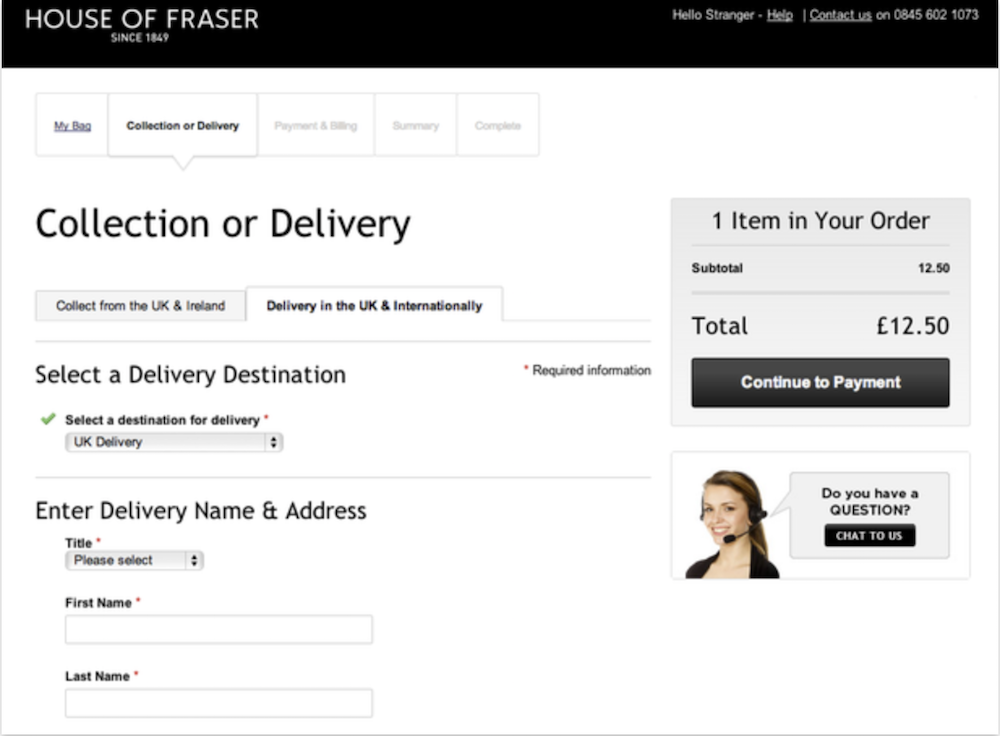 HOUSE OF FRASER
SINCE 1849
Hello Stranger - Help | Contact us on 0845 602 1073
My Bag
Collection or Delivery
Payment & Billing
Summary
Complete
Collection or Delivery
Collect from the UK & Ireland
Delivery in the UK & Internationally
Select a Delivery Destination
* Required information
Select a destination for delivery *
UK Delivery
Enter Delivery Name & Address
Title *
Please select
First Name *
Last Name *
1 Item in Your Order
Subtotal 12.50
Total £12.50
Continue to Payment
Do you have a
QUESTION?
CHAT TO US